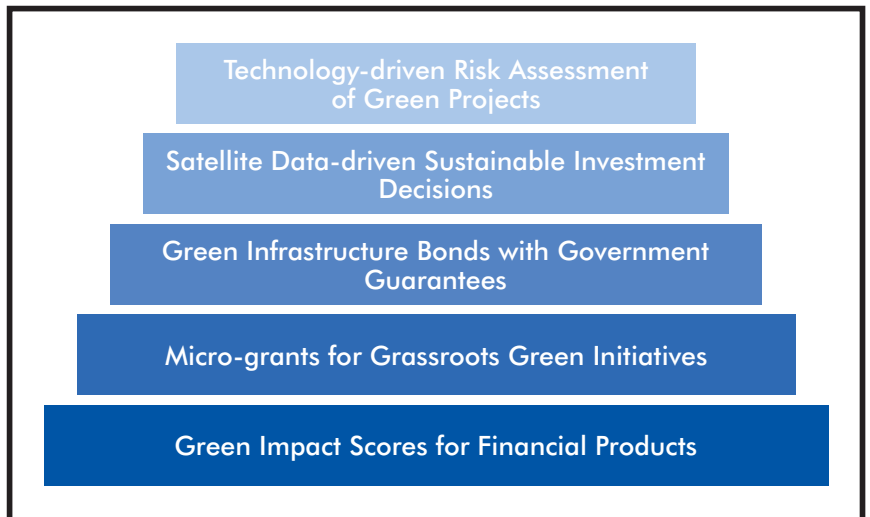 Technology-driven Risk Assessment
of Green Projects
Satellite Data-driven Sustainable Investment
Decisions
Green Infrastructure Bonds with Government
Guarantees
Micro-grants for Grassroots Green Initiatives
Green Impact Scores for Financial Products